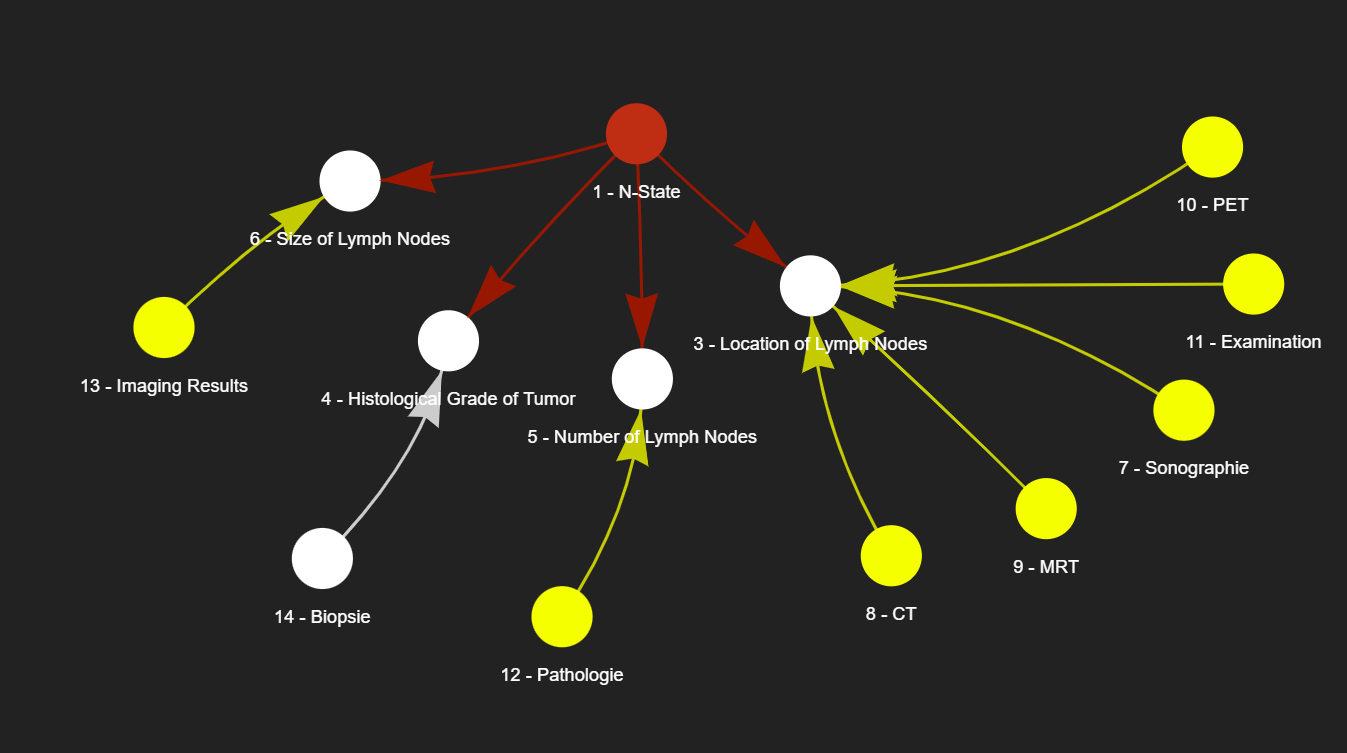 1 - N-State
10 - PET
6 - Size of Lymph Nodes
11 - Examination
3 - Location of Lymph Nodes
13 - Imaging Results
4 - Histological Grade of Tumor
5 - Number of Lymph Nodes
7 - Sonographie
9 - MRT
8 - CT
14 - Biopsie
12 - Pathologie